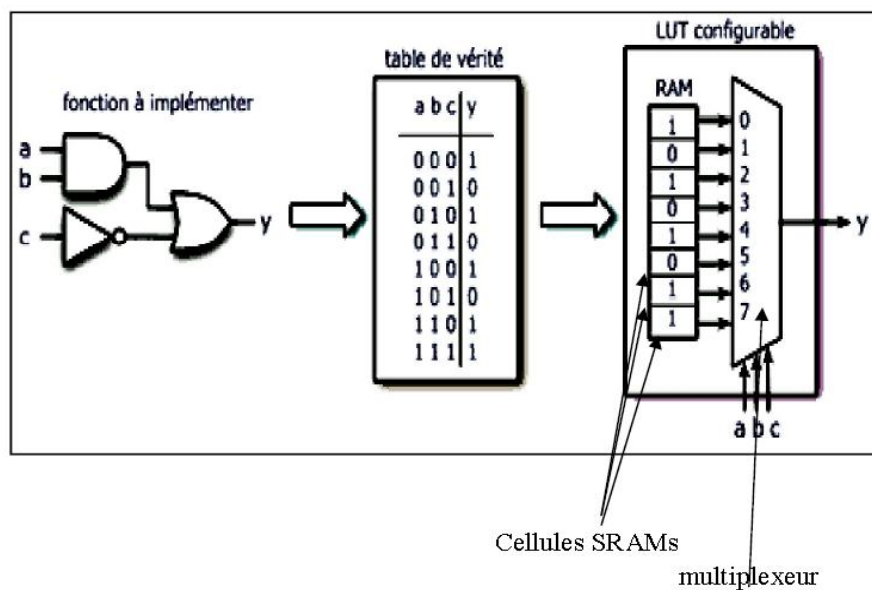 fonction à implémenter
a
b
c
y
table de vérité
a b c y
0 0 0 1
0 0 1 0
0 1 0 1
0 1 1 0
1 0 0 1
1 0 1 0
1 1 0 1
1 1 1 1
LUT configurable
RAM
1 0
0 1
1 2
0 3
1 4
0 5
1 6
1 7
y
a b c
Cellules SRAMs
multiplexeur